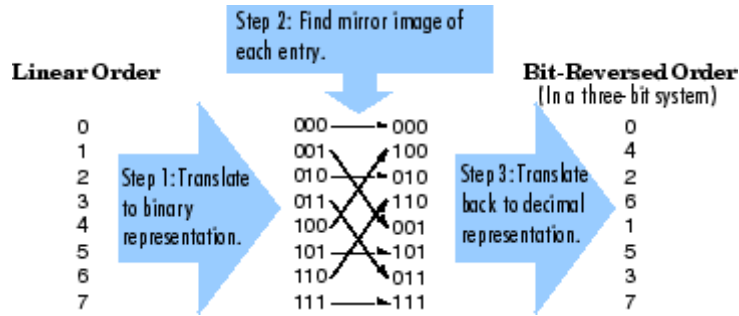 Step 2: Find mirror image of
each entry.
Linear Order
Bit-Reversed Order
(In a three-bit system)
0 000 000 0
1 001 100 4
2 010 010 2
3 011 110 6
4 100 001 1
5 101 101 5
6 110 011 3
7 111 111 7
Step 1: Translate
to binary
representation.
Step 3: Translate
back to decimal
representation.